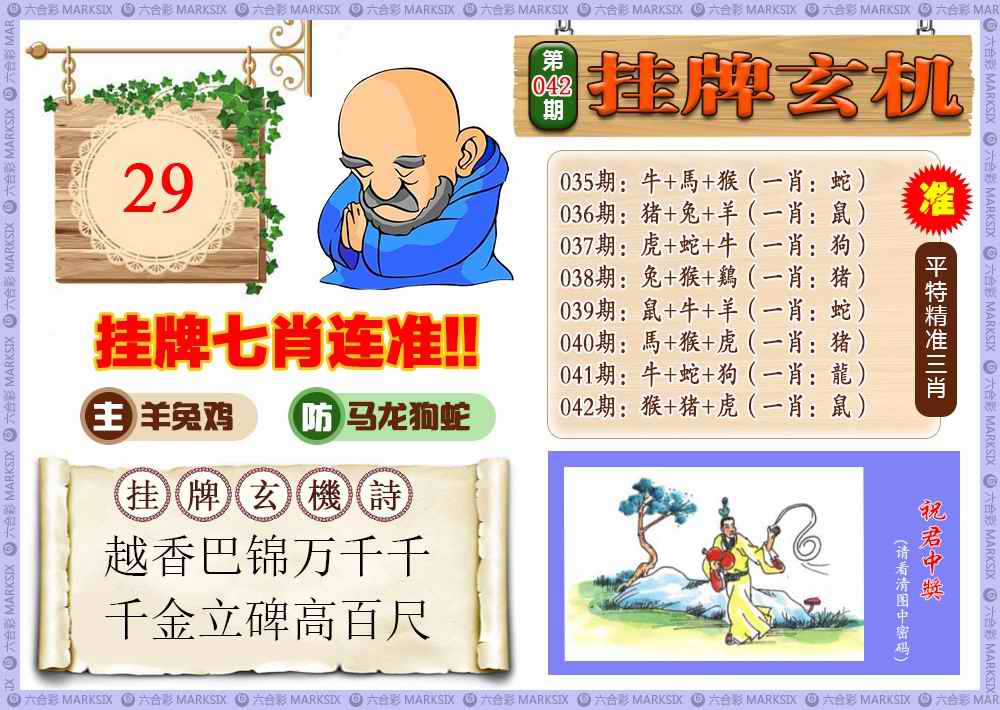 六合彩 MARKSIX
第
042
期
挂牌玄机
29
035期：牛+馬+猴（一肖：蛇）
036期：猪+兔+羊（一肖：鼠）
037期：虎+蛇+牛（一肖：狗）
038期：兔+猴+鷄（一肖：猪）
039期：鼠+牛+羊（一肖：蛇）
040期：馬+猴+虎（一肖：猪）
041期：牛+蛇+狗（一肖：龍）
042期：猴+猪+虎（一肖：鼠）
准
平特精准三肖
挂牌七肖连准!!
主 羊兔鸡
防 马龙狗蛇
挂牌玄機詩
越香巴锦万千千
千金立碑高百尺
祝君中獎
（请看清图中密码）